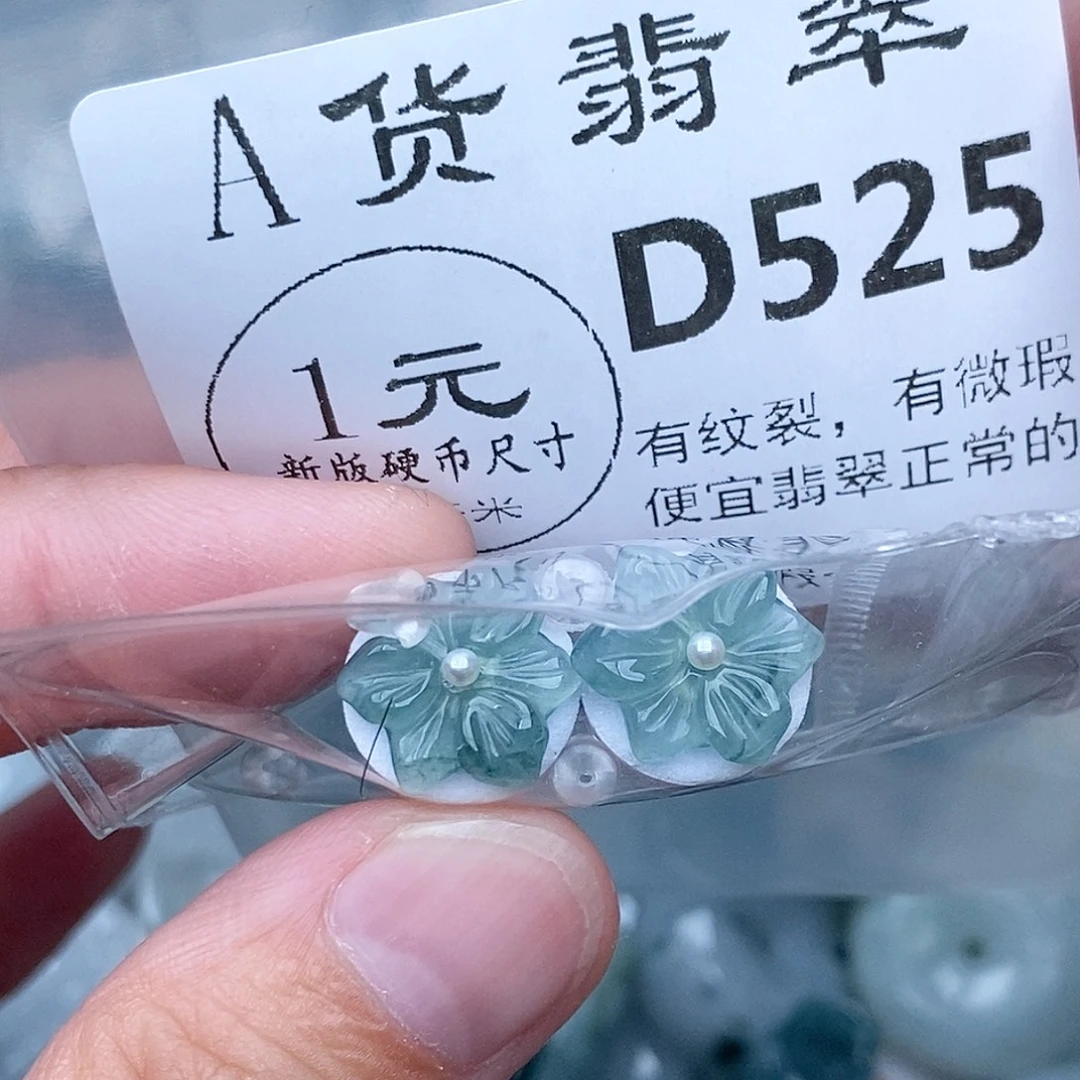 A货翡翠
D525
1元
新版硬币尺寸
米
有纹裂，有微瑕
便宜翡翠正常的